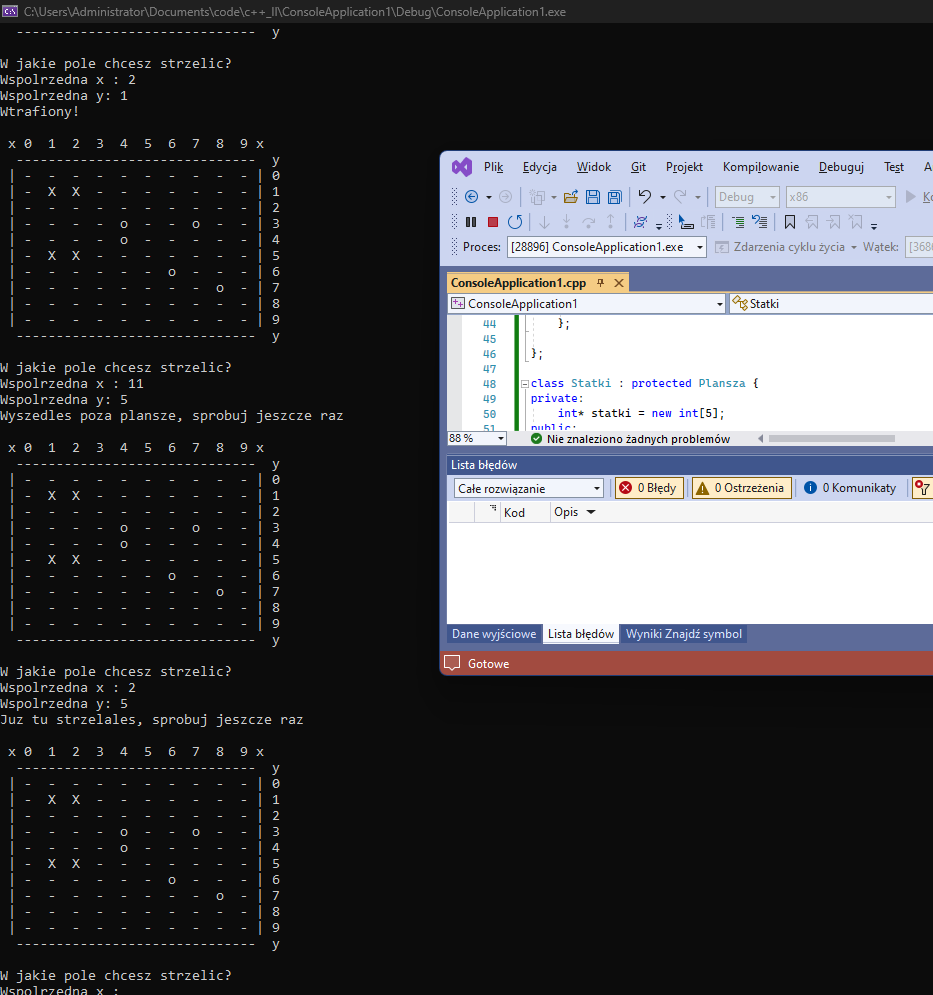 C:\Users\Administrator\Documents\code\c++_II\ConsoleApplication1\Debug\ConsoleApplication1.exe
------------------------------  y
W jakie pole chcesz strzelic?
Wspolrzedna x : 2
Wspolrzedna y: 1
Wtrafiony!
x 0  1  2  3  4  5  6  7  8  9 x
------------------------------  y
| -  -  -  -  -  -  -  -  -  - | 0
| -  X  X  -  -  -  -  -  -  - | 1
| -  -  -  -  -  -  -  -  -  - | 2
| -  -  -  -  o  -  -  o  -  - | 3
| -  -  -  -  o  -  -  -  -  - | 4
| -  X  X  -  -  -  -  -  -  - | 5
| -  -  -  -  -  -  o  -  -  - | 6
| -  -  -  -  -  -  -  -  o  - | 7
| -  -  -  -  -  -  -  -  -  - | 8
| -  -  -  -  -  -  -  -  -  - | 9
------------------------------  y
W jakie pole chcesz strzelic?
Wspolrzedna x : 11
Wspolrzedna y: 5
Wyszedles poza plansze, sprobuj jeszcze raz
x 0  1  2  3  4  5  6  7  8  9 x
------------------------------  y
| -  -  -  -  -  -  -  -  -  - | 0
| -  X  X  -  -  -  -  -  -  - | 1
| -  -  -  -  -  -  -  -  -  - | 2
| -  -  -  -  o  -  -  o  -  - | 3
| -  -  -  -  o  -  -  -  -  - | 4
| -  X  X  -  -  -  -  -  -  - | 5
| -  -  -  -  -  -  o  -  -  - | 6
| -  -  -  -  -  -  -  -  o  - | 7
| -  -  -  -  -  -  -  -  -  - | 8
| -  -  -  -  -  -  -  -  -  - | 9
------------------------------  y
W jakie pole chcesz strzelic?
Wspolrzedna x : 2
Wspolrzedna y: 5
Juz tu strzelales, sprobuj jeszcze raz
x 0  1  2  3  4  5  6  7  8  9 x
------------------------------  y
| -  -  -  -  -  -  -  -  -  - | 0
| -  X  X  -  -  -  -  -  -  - | 1
| -  -  -  -  -  -  -  -  -  - | 2
| -  -  -  -  o  -  -  o  -  - | 3
| -  -  -  -  o  -  -  -  -  - | 4
| -  X  X  -  -  -  -  -  -  - | 5
| -  -  -  -  -  -  o  -  -  - | 6
| -  -  -  -  -  -  -  -  o  - | 7
| -  -  -  -  -  -  -  -  -  - | 8
| -  -  -  -  -  -  -  -  -  - | 9
------------------------------  y
W jakie pole chcesz strzelic?
Wspolrzedna x :
Plik Edycja Widok Git Projekt Kompilowanie Debuguj Test
Debug x86
Proces: [28896] ConsoleApplication1.exe Zdarzenia cyklu życia Wątek: [368
ConsoleApplication1.cpp
ConsoleApplication1 Statki
44 };
45
46 };
47
48 class Statki : protected Plansza {
49 private:
50 int* statki = new int[5];
51 public:
88 % Nie znaleziono żadnych problemów
Lista błędów
Całe rozwiązanie 0 Błędy 0 Ostrzeżenia 0 Komunikaty
Kod Opis
Dane wyjściowe Lista błędów Wyniki Znajdź symbol
Gotowe